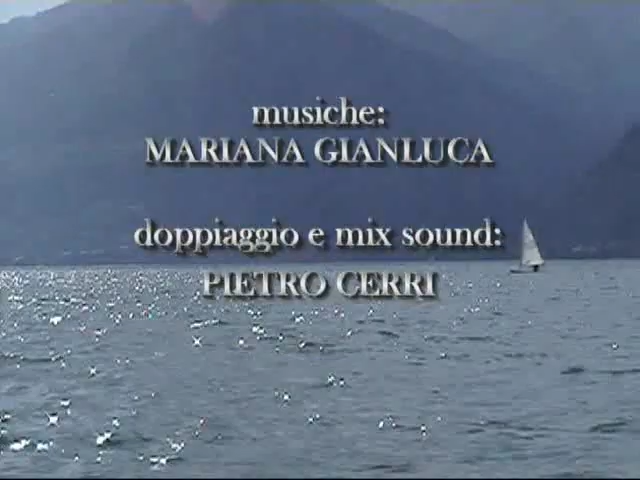 musiche:
MARIANA GIANLUCA
doppiaggio e mix sound:
PIETRO CERRI